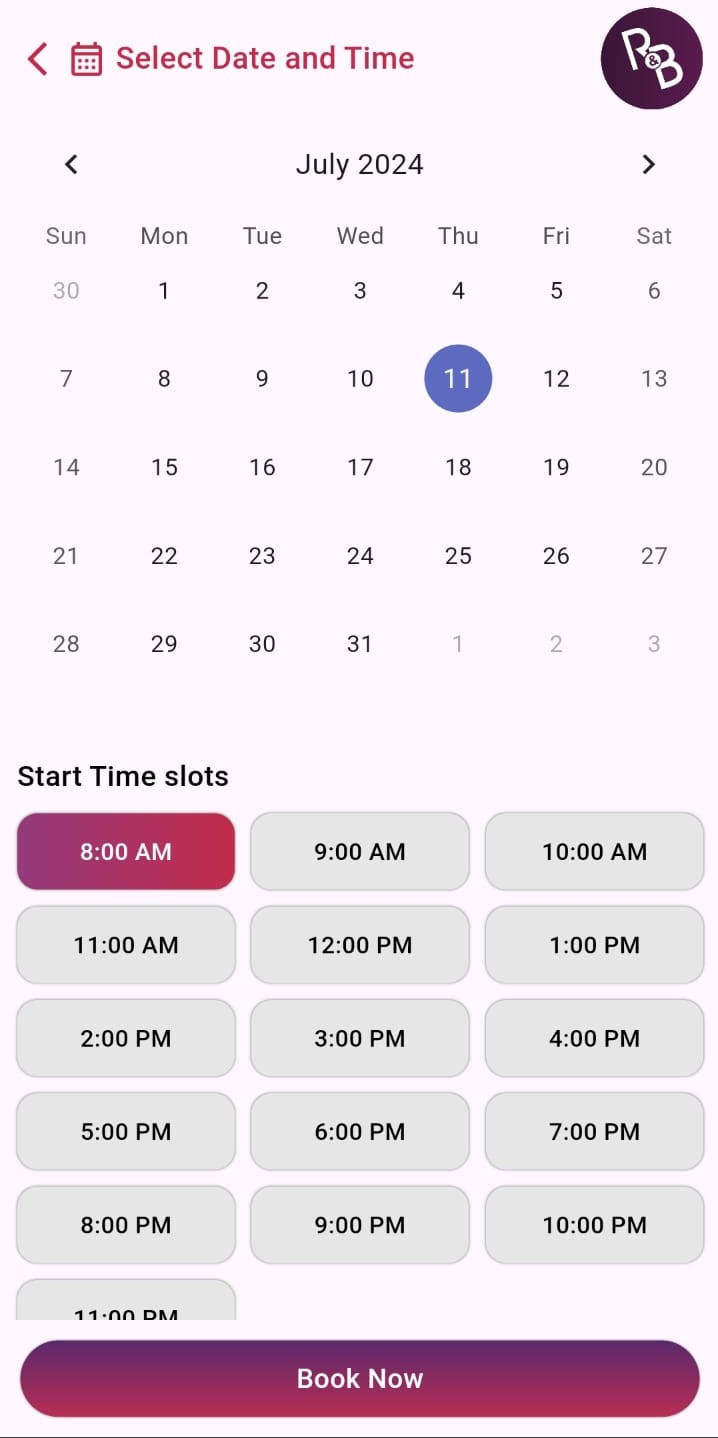 Select Date and Time
R&B
July 2024
Sun Mon Tue Wed Thu Fri Sat
30 1 2 3 4 5 6
7 8 9 10 11 12 13
14 15 16 17 18 19 20
21 22 23 24 25 26 27
28 29 30 31 1 2 3
Start Time slots
8:00 AM 9:00 AM 10:00 AM
11:00 AM 12:00 PM 1:00 PM
2:00 PM 3:00 PM 4:00 PM
5:00 PM 6:00 PM 7:00 PM
8:00 PM 9:00 PM 10:00 PM
11:00 PM
Book Now